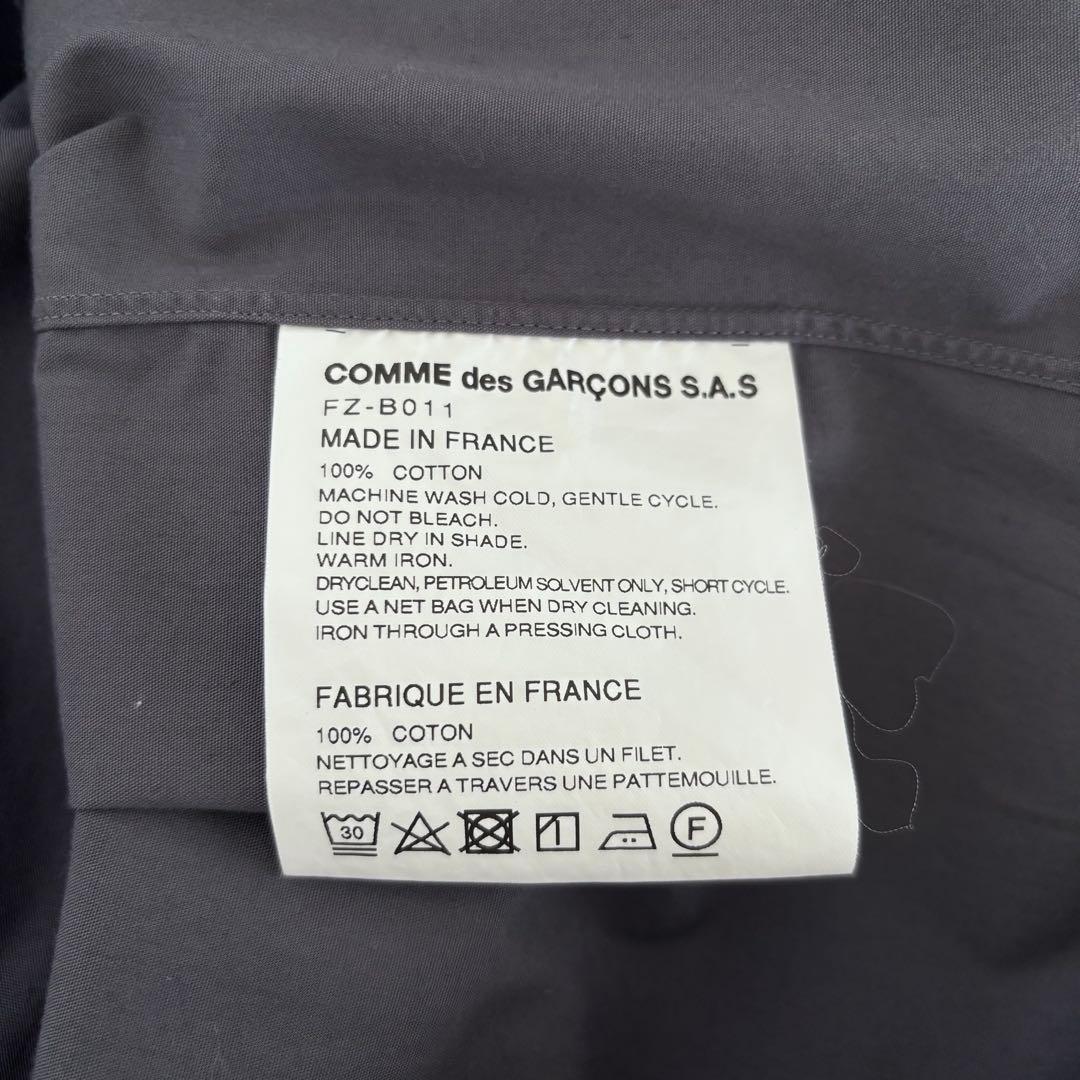 COMME des GARÇONS S.A.S
FZ-B011
MADE IN FRANCE
100% COTTON
MACHINE WASH COLD, GENTLE CYCLE.
DO NOT BLEACH.
LINE DRY IN SHADE.
WARM IRON.
DRYCLEAN, PETROLEUM SOLVENT ONLY, SHORT CYCLE.
USE A NET BAG WHEN DRY CLEANING.
IRON THROUGH A PRESSING CLOTH.
FABRIQUE EN FRANCE
100% COTON
NETTOYAGE A SEC DANS UN FILET.
REPASSER A TRAVERS UNE PATTEMOUILLE.
30 F